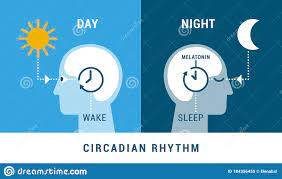 DAY
NIGHT
MELATONIN
WAKE
SLEEP
CIRCADIAN RHYTHM
dreamstime.com